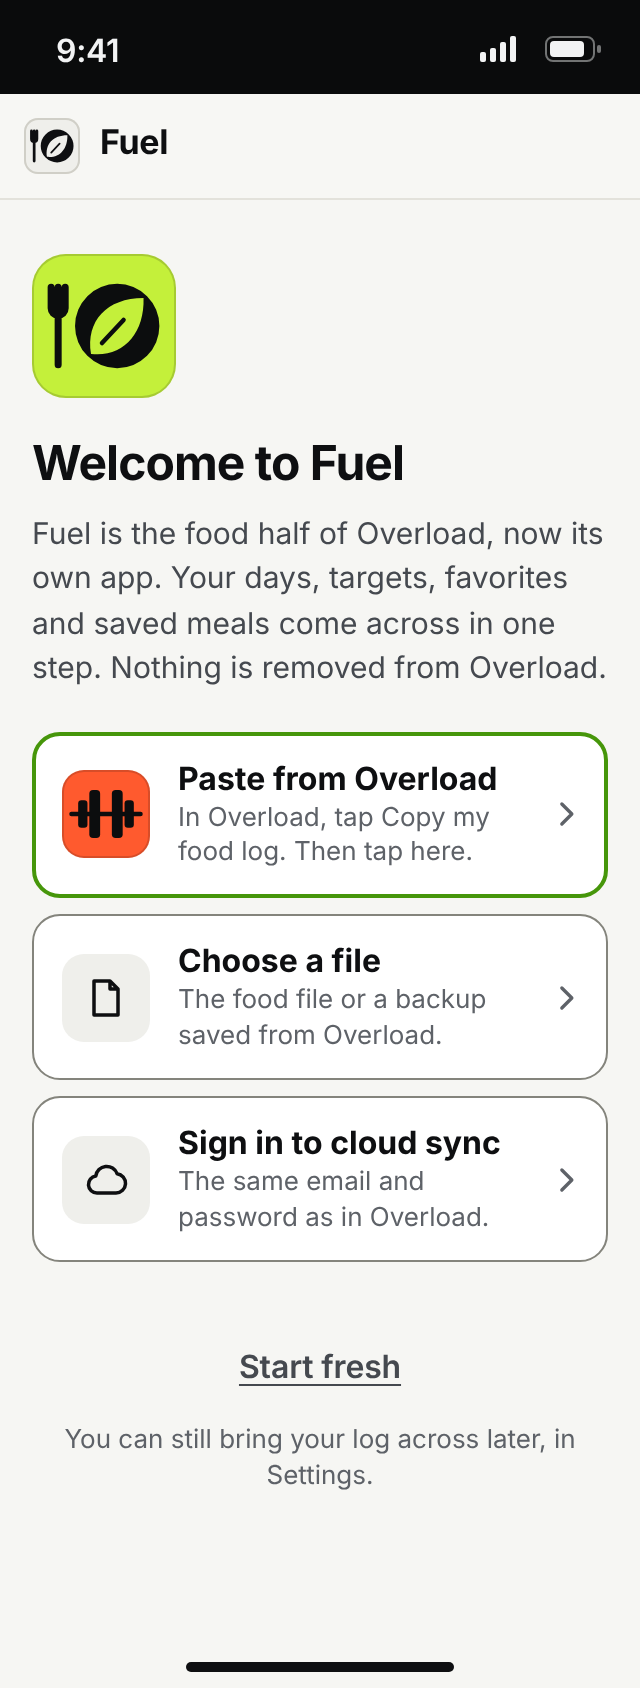 9:41
Fuel
Welcome to Fuel
Fuel is the food half of Overload, now its
own app. Your days, targets, favorites
and saved meals come across in one
step. Nothing is removed from Overload.
Paste from Overload
In Overload, tap Copy my
food log. Then tap here.
Choose a file
The food file or a backup
saved from Overload.
Sign in to cloud sync
The same email and
password as in Overload.
Start fresh
You can still bring your log across later, in
Settings.